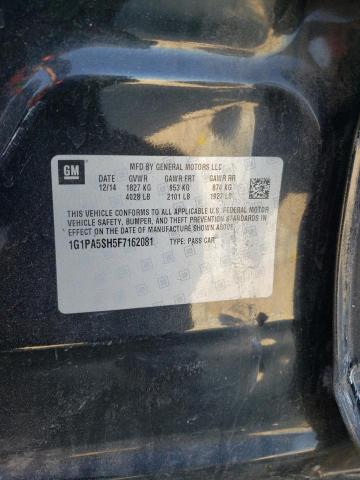 GM
MFD BY GENERAL MOTORS LLC
DATE GVWR GAWR FRT GAWR RR
12/14 1827 KG 953 KG 874 KG
4028 LB 2101 LB 1927 LB
THIS VEHICLE CONFORMS TO ALL APPLICABLE U.S. FEDERAL MOTOR
VEHICLE SAFETY, BUMPER, AND THEFT PREVENTION STANDARDS IN
EFFECT ON THE DATE OF MANUFACTURE SHOWN ABOVE.
1G1PA5SH5F7162081 TYPE: PASS CAR